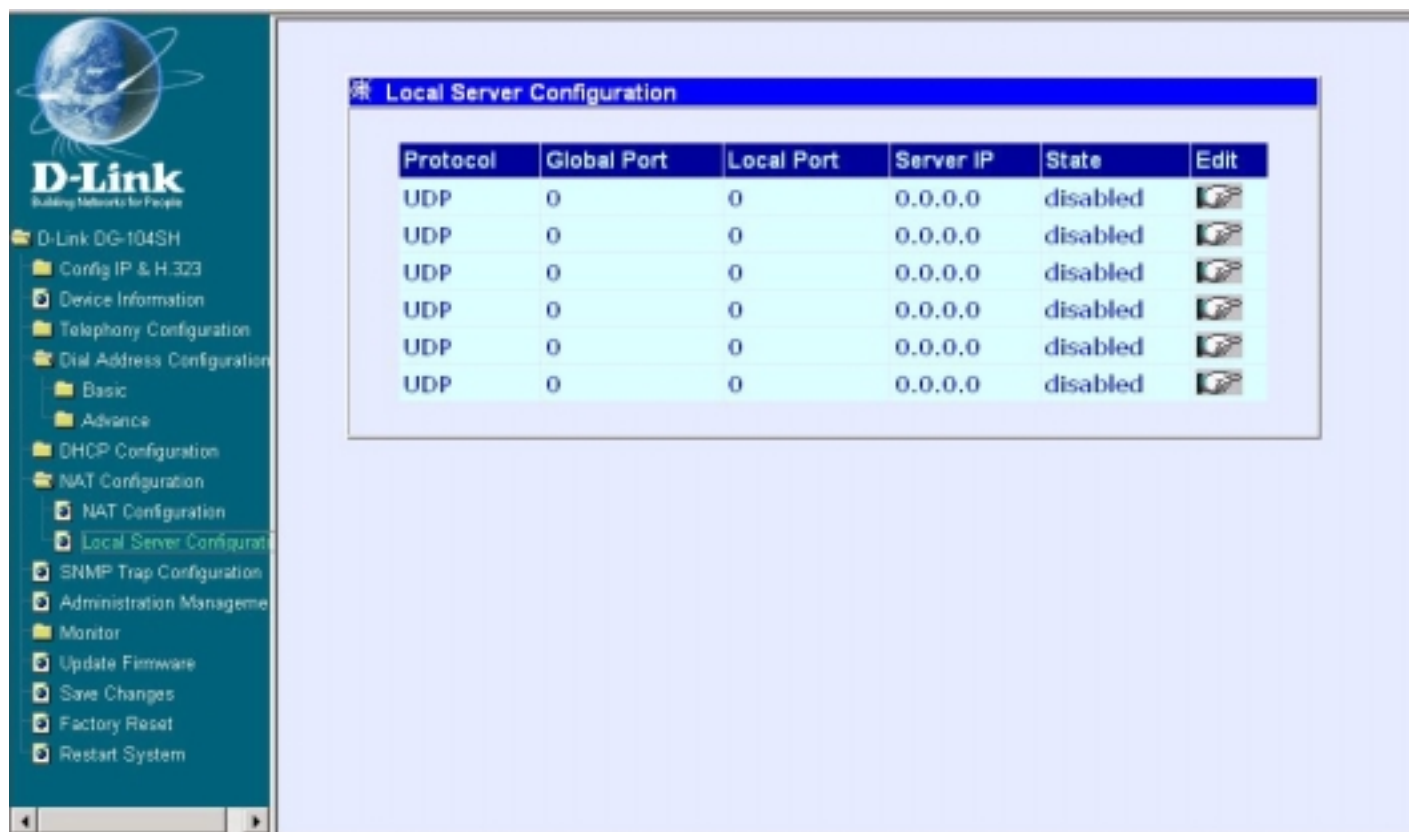 D-Link
Building Networks for People
D-Link DG-104SH
Config IP & H.323
Device Information
Telephony Configuration
Dial Address Configuration
Basic
Advance
DHCP Configuration
NAT Configuration
NAT Configuration
Local Server Configurati
SNMP Trap Configuration
Administration Manageme
Monitor
Update Firmware
Save Changes
Factory Reset
Restart System
Local Server Configuration
Protocol Global Port Local Port Server IP State Edit
UDP 0 0 0.0.0.0 disabled
UDP 0 0 0.0.0.0 disabled
UDP 0 0 0.0.0.0 disabled
UDP 0 0 0.0.0.0 disabled
UDP 0 0 0.0.0.0 disabled
UDP 0 0 0.0.0.0 disabled